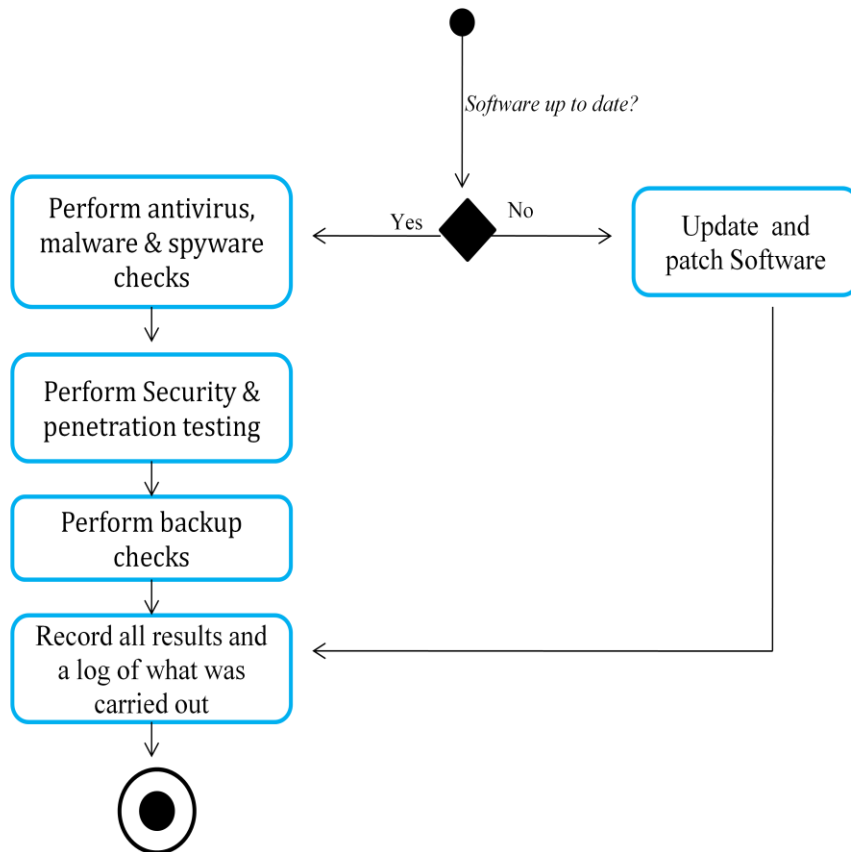 Software up to date?
Yes
No
Perform antivirus,
malware & spyware
checks
Update and
patch Software
Perform Security &
penetration testing
Perform backup
checks
Record all results and
a log of what was
carried out